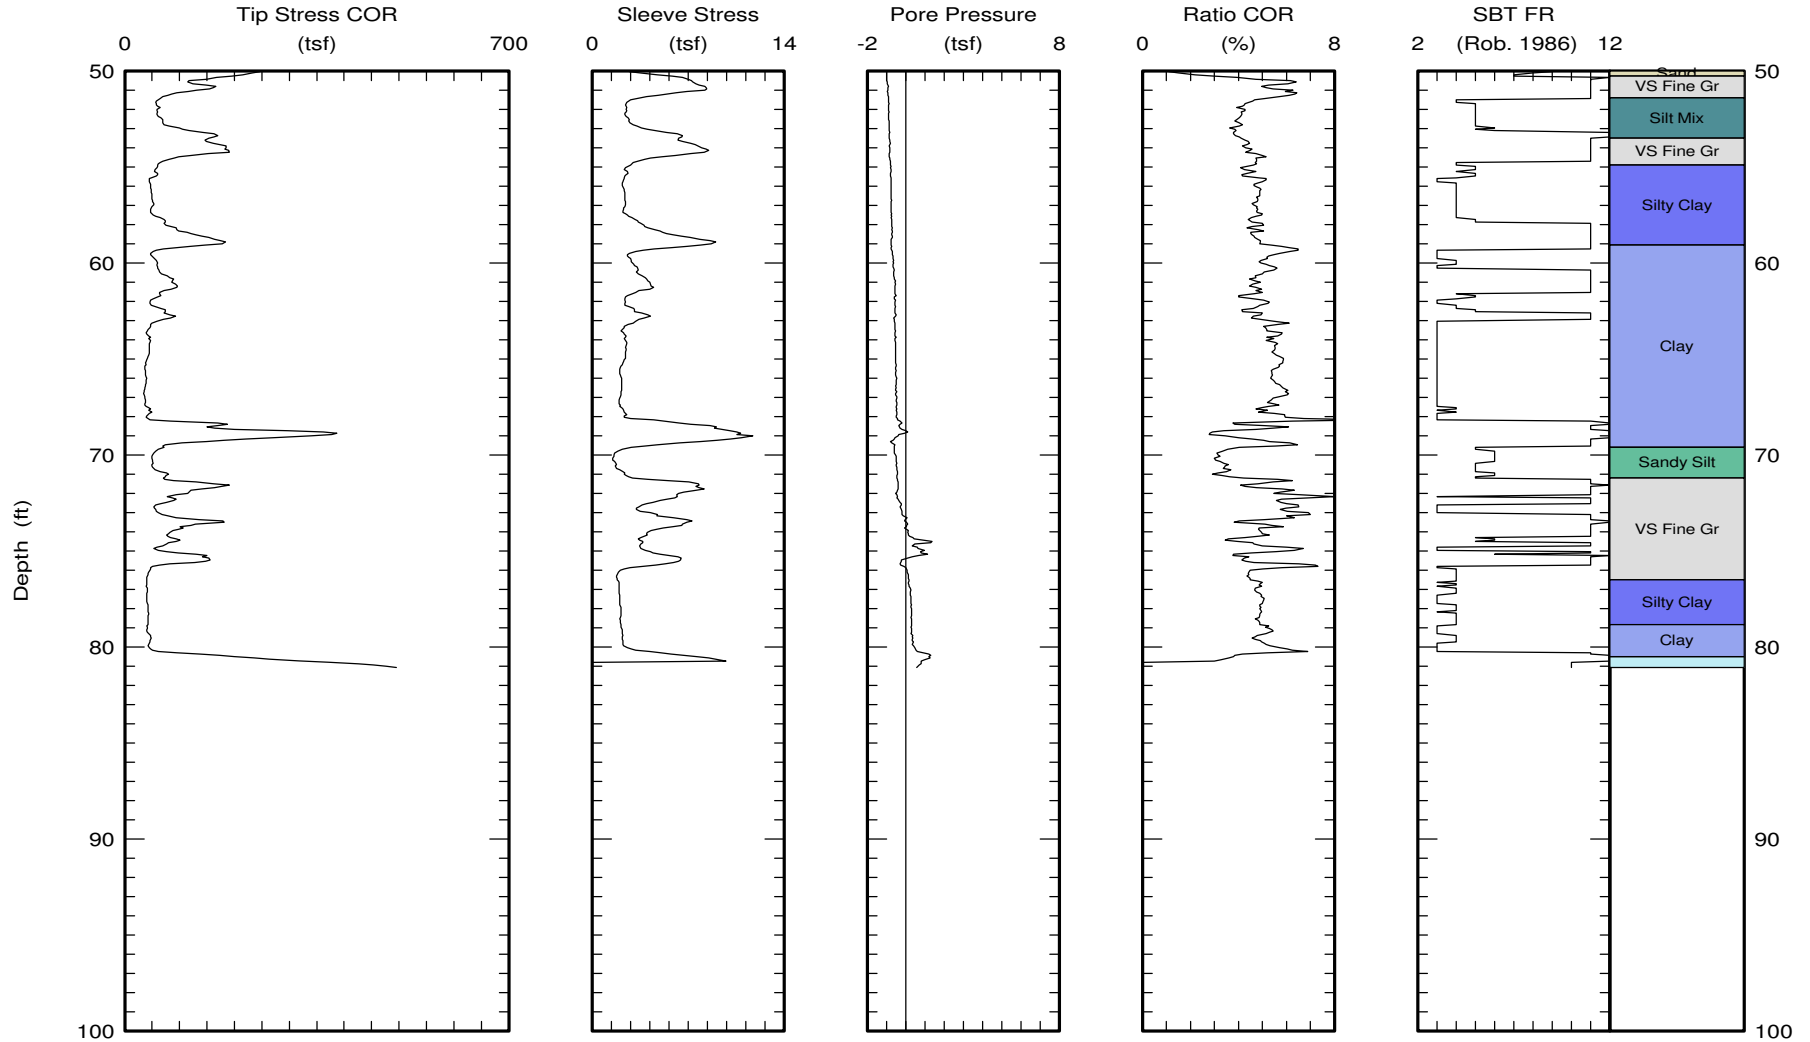 Tip Stress COR Sleeve Stress Pore Pressure Ratio COR SBT FR
0 (tsf) 700 0 (tsf) 14 -2 (tsf) 8 0 (%) 8 2 (Rob. 1986) 12
50 Sand 50
VS Fine Gr
Silt Mix
VS Fine Gr
Silty Clay
60 60
Clay
70 Sandy Silt 70
VS Fine Gr
Depth (ft)
Silty Clay
Clay
80 80
90 90
100 100